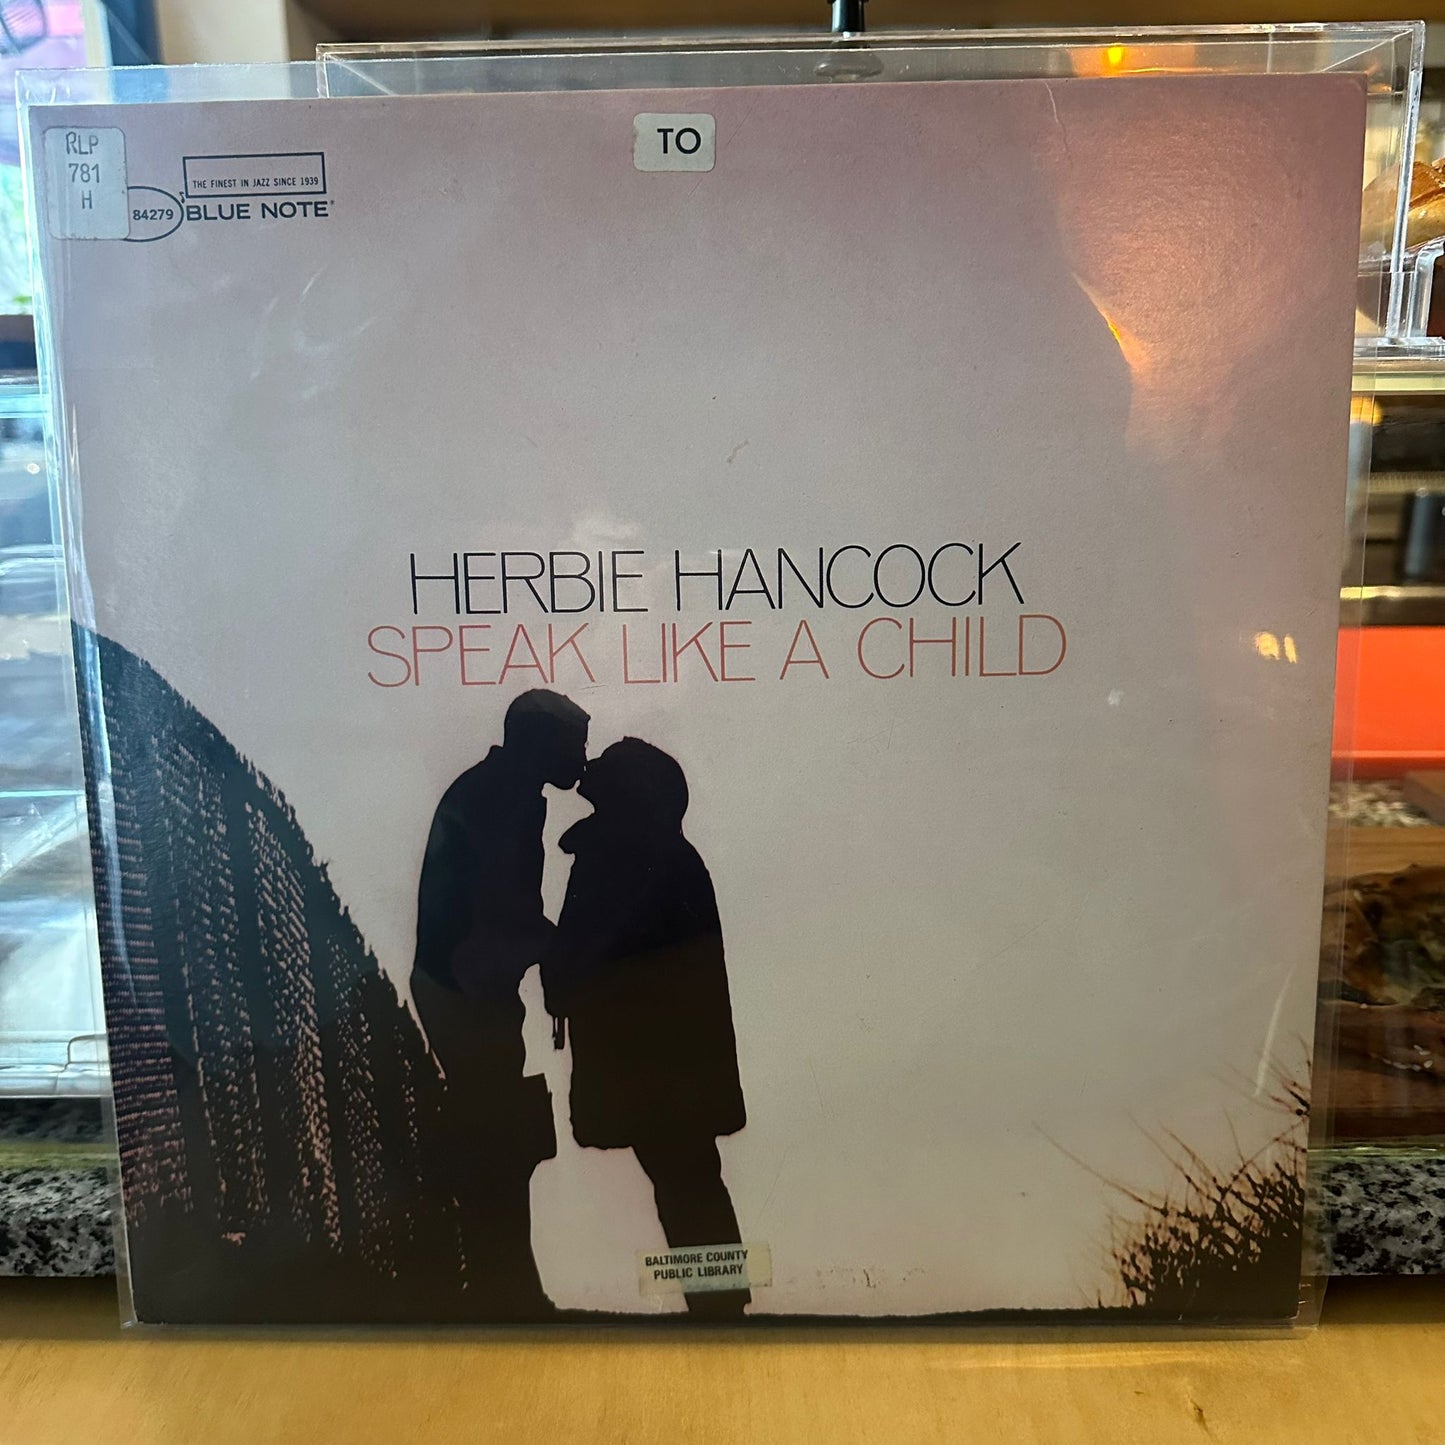 RLP
781
H
TO
THE FINEST IN JAZZ SINCE 1939
84279 BLUE NOTE
HERBIE HANCOCK
SPEAK LIKE A CHILD
BALTIMORE COUNTY
PUBLIC LIBRARY